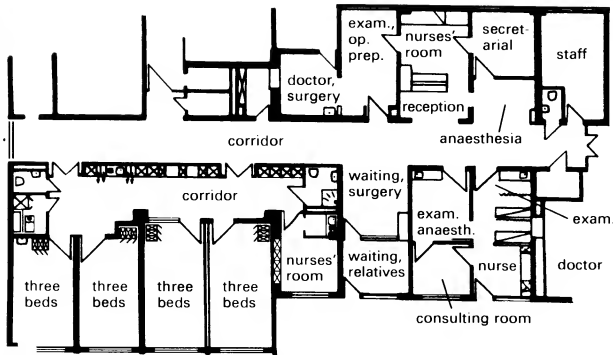 exam.,
op.
prep.
nurses'
room
secret-
arial
staff
doctor,
surgery
reception
corridor
anaesthesia
corridor
waiting,
surgery
exam.
anaesth.
exam.
nurses'
room
waiting,
relatives
nurse
doctor
three
beds
three
beds
three
beds
three
beds
consulting room